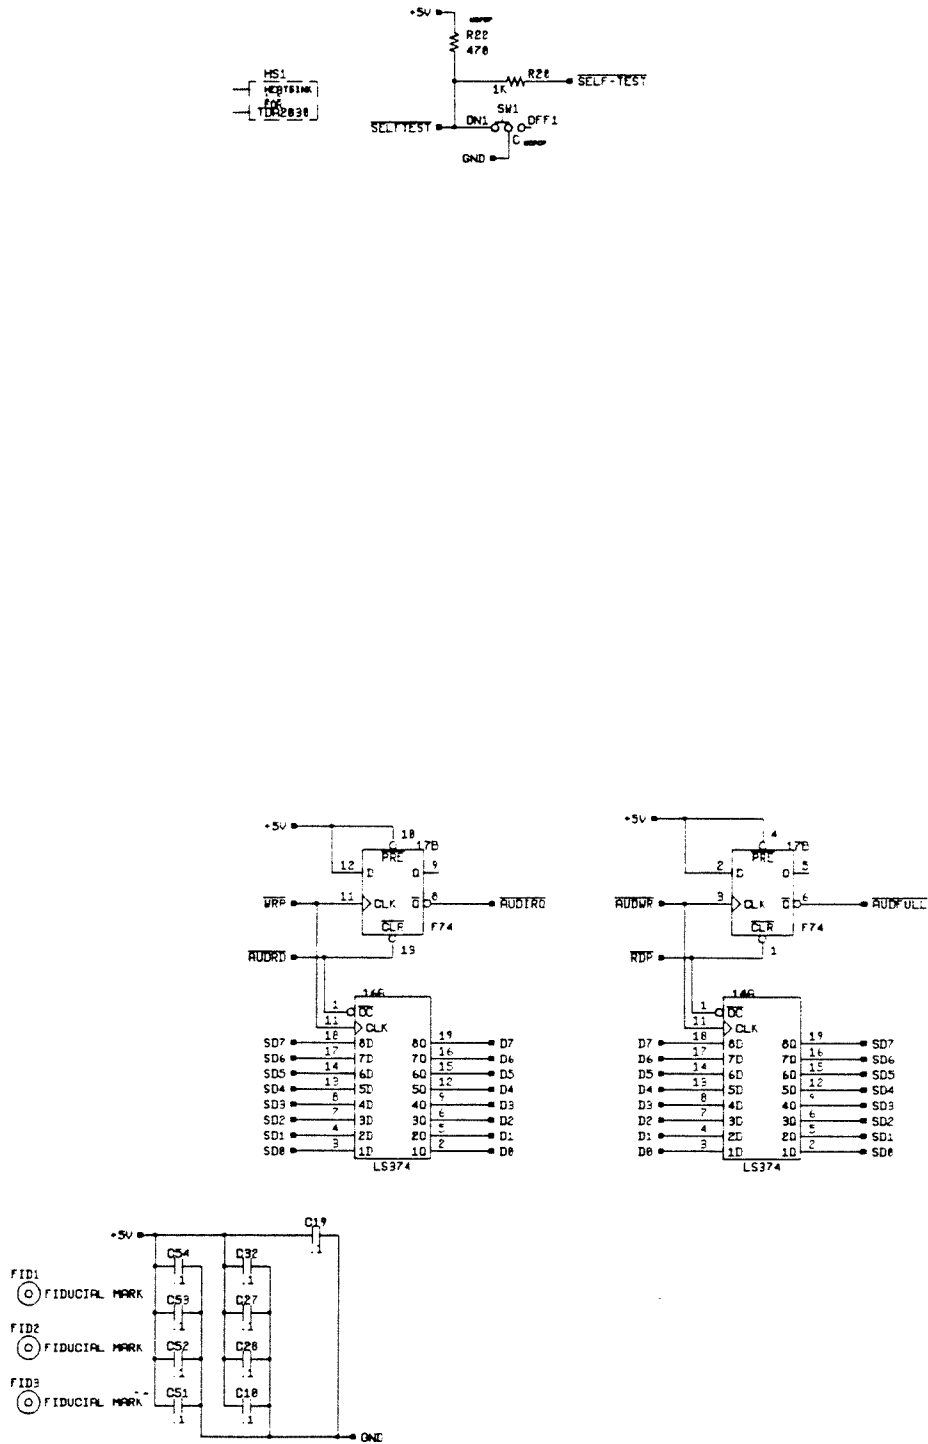 +5V
R22
470
R20
1K
SELF-TEST
HS1
HEATSINK
FOR
TDA2030
SW1
SELFTEST
ON1
OFF1
C
GND
+5V
10
17B
PRE
12
D
Q
9
WRP
11
CLK
Q
8
AUDIRQ
CLR
F74
AUDRD
13
+5V
4
17B
PRE
2
D
Q
5
AUDWR
3
CLK
Q
6
AUDFULL
CLR
F74
RDP
1
1
OC
11
CLK
SD7 18 8D 8Q 19 D7
SD6 17 7D 7Q 16 D6
SD5 14 6D 6Q 15 D5
SD4 13 5D 5Q 12 D4
SD3 8 4D 4Q 9 D3
SD2 7 3D 3Q 6 D2
SD1 4 2D 2Q 5 D1
SD0 3 1D 1Q 2 D0
LS374
1
OC
11
CLK
D7 18 8D 8Q 19 SD7
D6 17 7D 7Q 16 SD6
D5 14 6D 6Q 15 SD5
D4 13 5D 5Q 12 SD4
D3 8 4D 4Q 9 SD3
D2 7 3D 3Q 6 SD2
D1 4 2D 2Q 5 SD1
D0 3 1D 1Q 2 SD0
LS374
+5V
C19
.1
C54
.1
C32
.1
C53
.1
C27
.1
C52
.1
C28
.1
C51
.1
C18
.1
GND
FID1
FIDUCIAL MARK
FID2
FIDUCIAL MARK
FID3
FIDUCIAL MARK